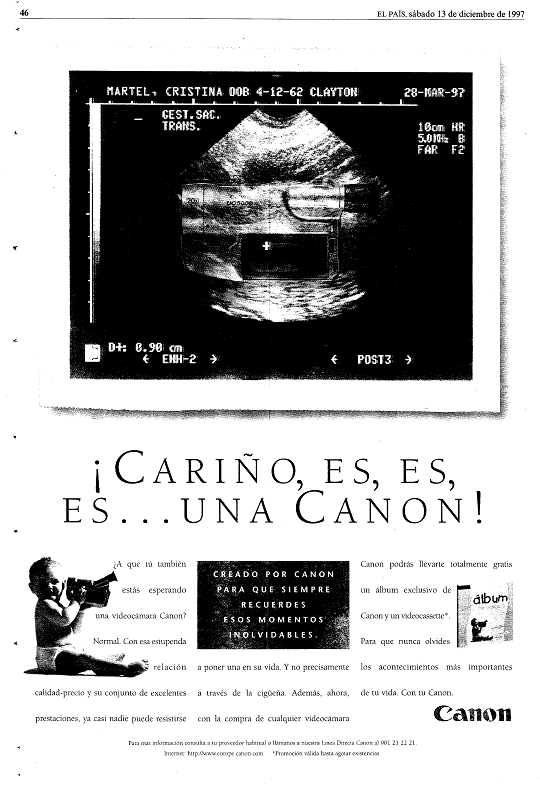 46
EL PAÍS, sábado 13 de diciembre de 1997
MARTEL, CRISTINA DOB 4-12-62 CLAYTON 28-MAR-97
GEST.SAC.
TRANS.
10cm HR
5.0MHz B
FAR F2
D+: 0.90 cm
← ENH-2 →
← POST3 →
¡CARIÑO, ES, ES,
ES...UNA CANON!
¿A que tú también
estás esperando
una videocámara Canon?
Normal. Con esa estupenda
relación
calidad-precio y su conjunto de excelentes
prestaciones, ya casi nadie puede resistirse
CREADO POR CANON
PARA QUE SIEMPRE
RECUERDES
ESOS MOMENTOS
INOLVIDABLES.
a poner una en su vida. Y no precisamente
a través de la cigüeña. Además, ahora,
con la compra de cualquier videocámara
Canon podrás llevarte totalmente gratis
un álbum exclusivo de
Canon y un videocassette*.
Para que nunca olvides
los acontecimientos más importantes
de tu vida. Con tu Canon.
álbum
Canon
Para más información consulta a tu proveedor habitual o llámanos a nuestra Línea Directa Canon al 901 21 22 21.
Internet: http://www.europe.canon.com *Promoción válida hasta agotar existencias.